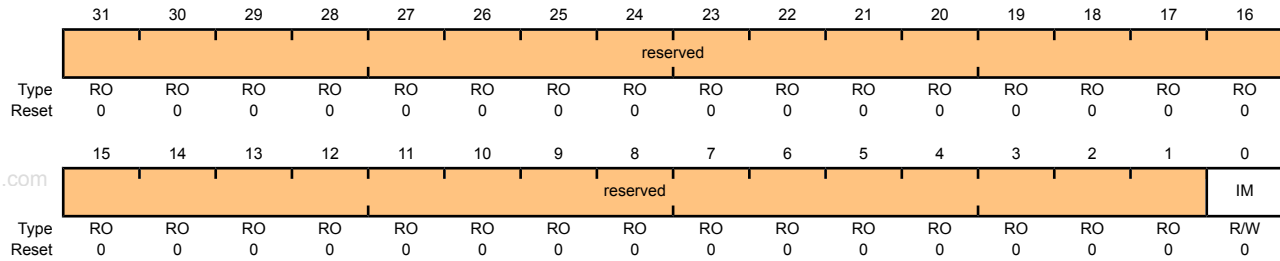 31 30 29 28 27 26 25 24 23 22 21 20 19 18 17 16
reserved
Type RO RO RO RO RO RO RO RO RO RO RO RO RO RO RO RO
Reset 0 0 0 0 0 0 0 0 0 0 0 0 0 0 0 0
15 14 13 12 11 10 9 8 7 6 5 4 3 2 1 0
.com reserved IM
Type RO RO RO RO RO RO RO RO RO RO RO RO RO RO RO R/W
Reset 0 0 0 0 0 0 0 0 0 0 0 0 0 0 0 0